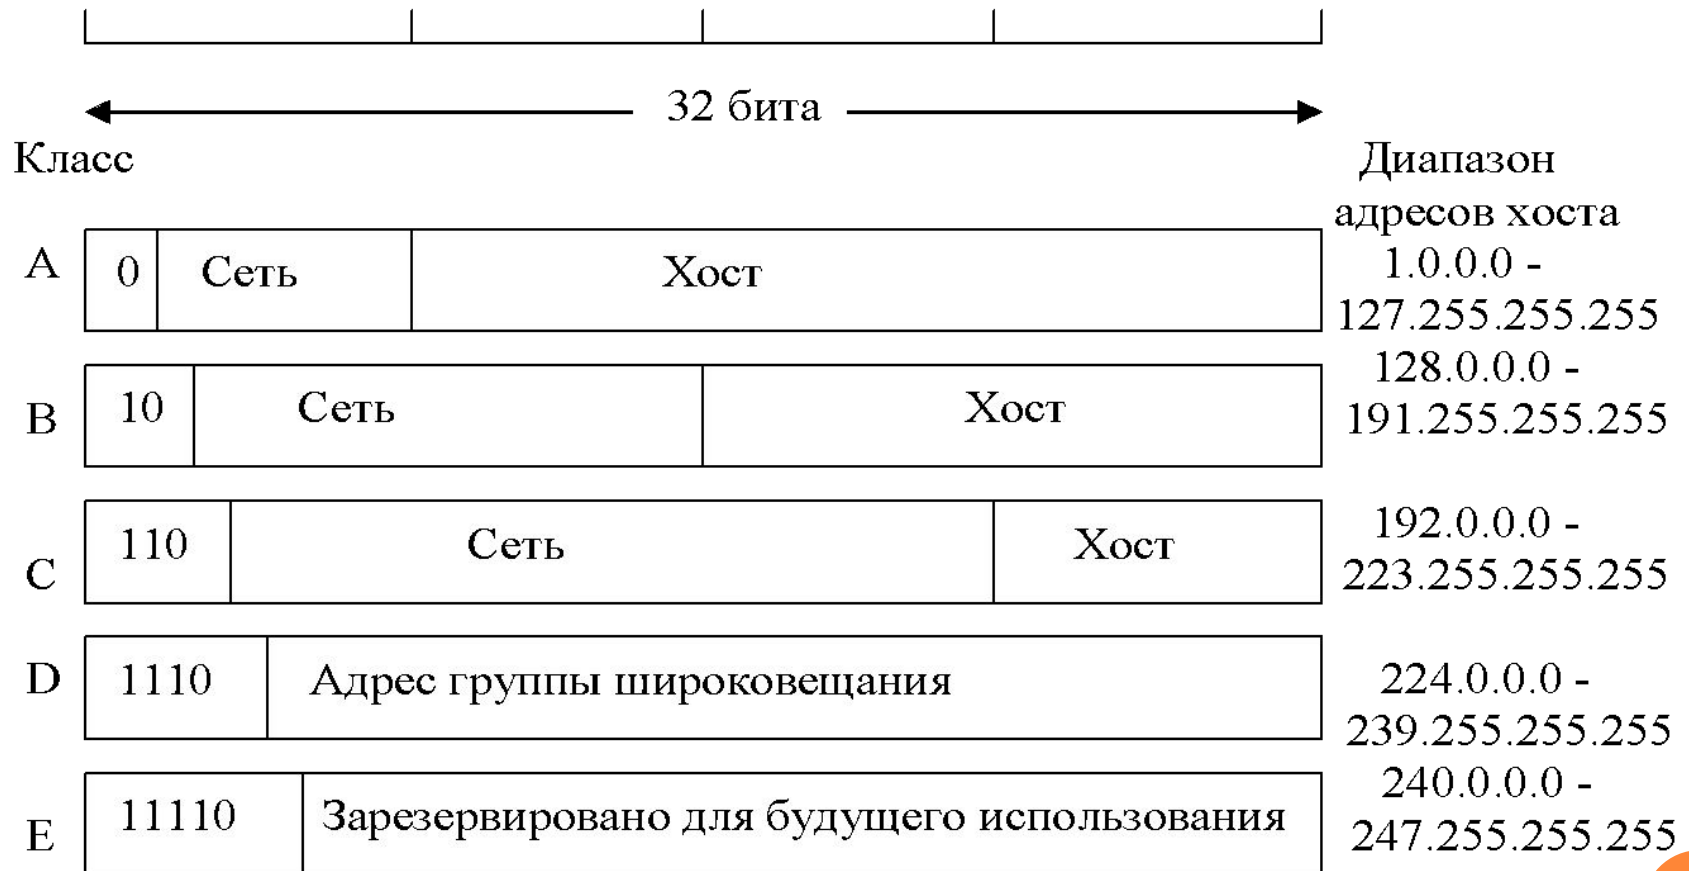 32 бита
Класс
Диапазон
адресов хоста
A
0
Сеть
Хост
1.0.0.0 -
127.255.255.255
B
10
Сеть
Хост
128.0.0.0 -
191.255.255.255
C
110
Сеть
Хост
192.0.0.0 -
223.255.255.255
D
1110
Адрес группы широковещания
224.0.0.0 -
239.255.255.255
E
11110
Зарезервировано для будущего использования
240.0.0.0 -
247.255.255.255